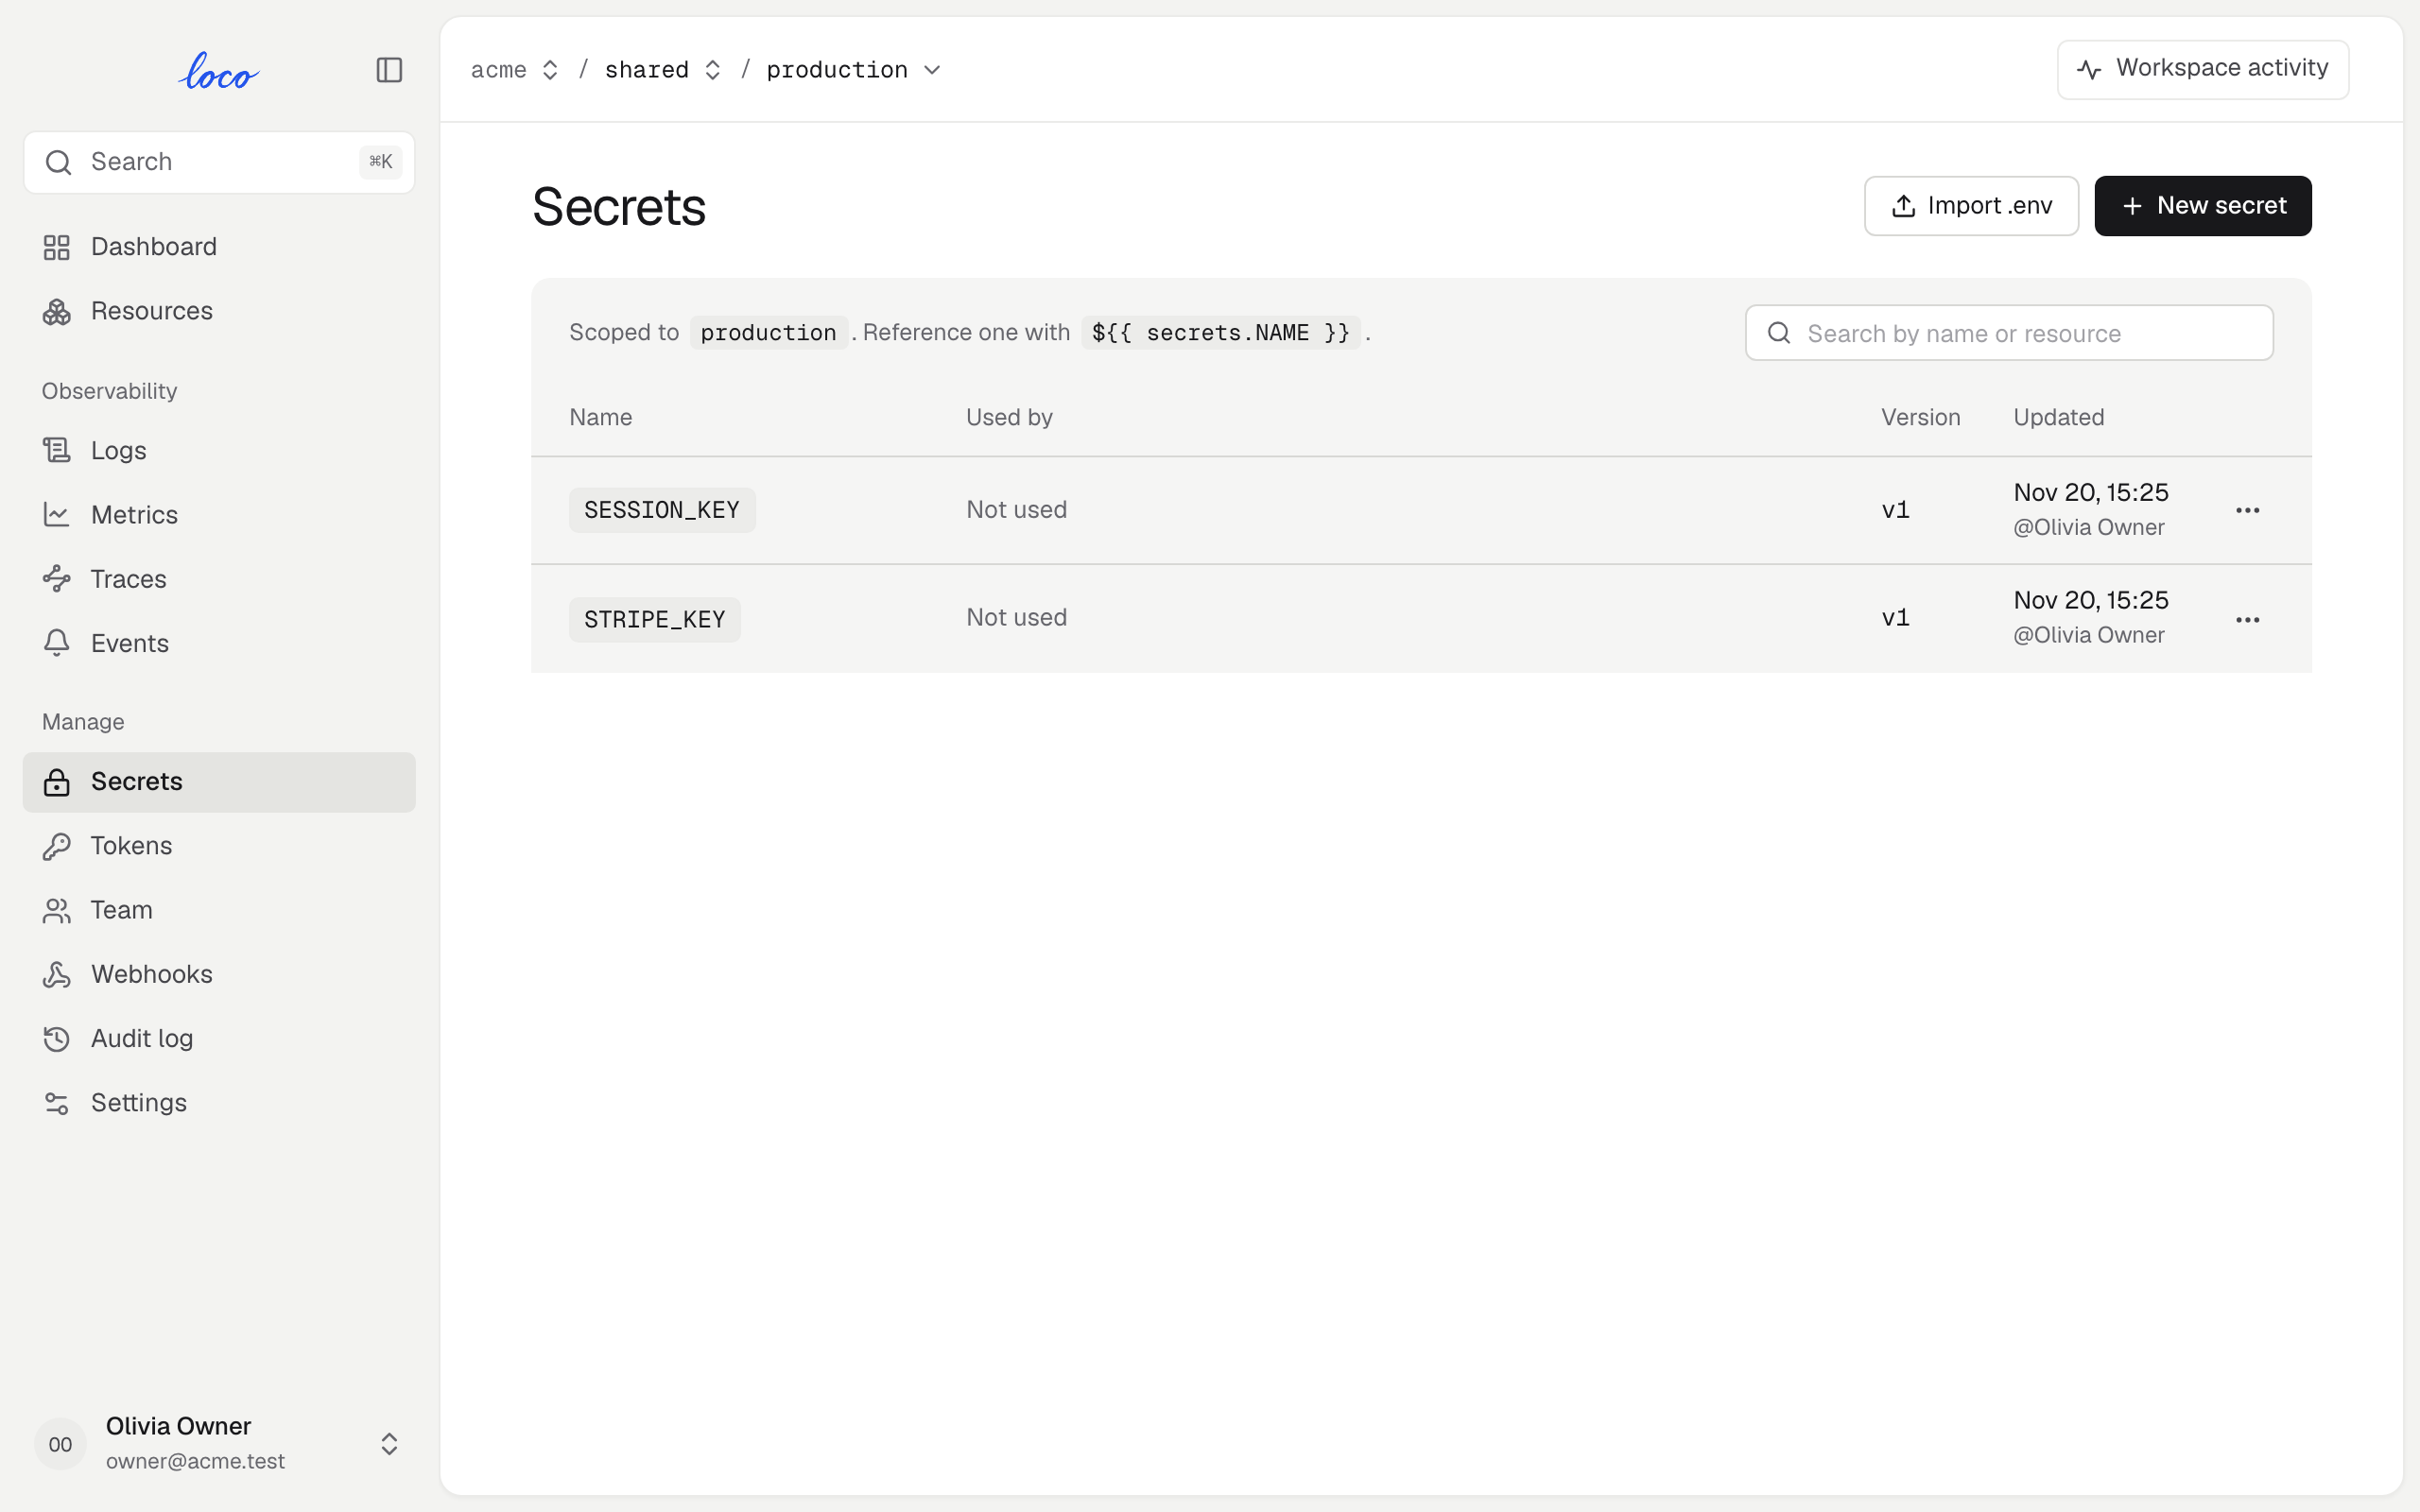 loco
Search ⌘K
Dashboard
Resources
Observability
Logs
Metrics
Traces
Events
Manage
Secrets
Tokens
Team
Webhooks
Audit log
Settings
OO Olivia Owner
owner@acme.test
acme / shared / production
Workspace activity
Secrets
Import .env
+ New secret
Scoped to production. Reference one with ${{ secrets.NAME }}.
Search by name or resource
Name Used by Version Updated
SESSION_KEY Not used v1 Nov 20, 15:25
@Olivia Owner
STRIPE_KEY Not used v1 Nov 20, 15:25
@Olivia Owner